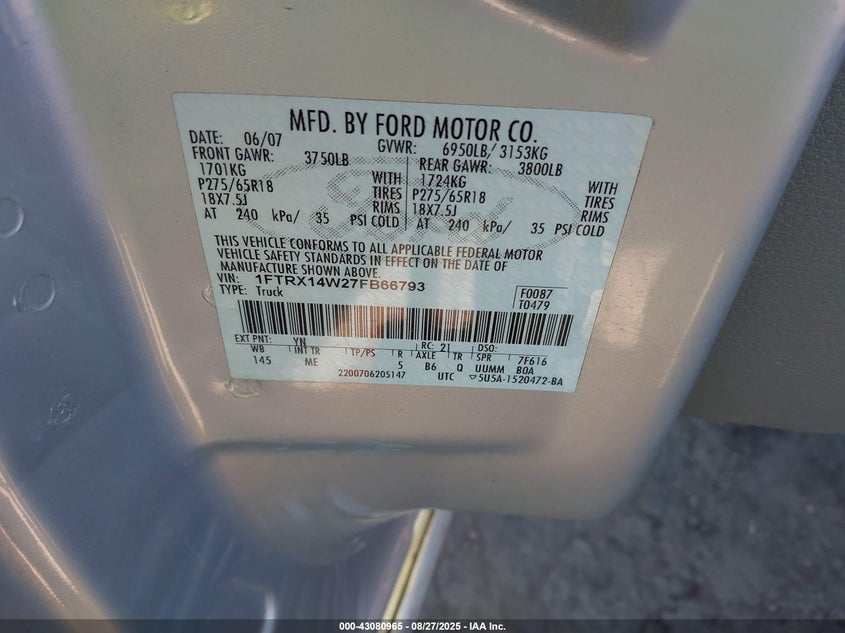 MFD. BY FORD MOTOR CO.
DATE: 06/07 GVWR: 6950LB/ 3153KG
FRONT GAWR: 3750LB REAR GAWR: 3800LB
1701KG WITH 1724KG WITH
P275/65R18 TIRES P275/65R18 TIRES
18X7.5J RIMS 18X7.5J RIMS
AT 240 kPa/ 35 PSI COLD AT 240 kPa/ 35 PSI COLD
THIS VEHICLE CONFORMS TO ALL APPLICABLE FEDERAL MOTOR
VEHICLE SAFETY STANDARDS IN EFFECT ON THE DATE OF
MANUFACTURE SHOWN ABOVE.
VIN: 1FTRX14W27FB66793 F0087
TYPE: Truck T0479
EXT PNT: YN RC: 21 DSO:
WB INT TR TP/PS R AXLE TR SPR 7F616
145 ME 5 B6 Q UUMM BOA
2200706205147 UTC 5U5A-1520472-BA
000-43080965 - 08/27/2025 - IAA Inc.